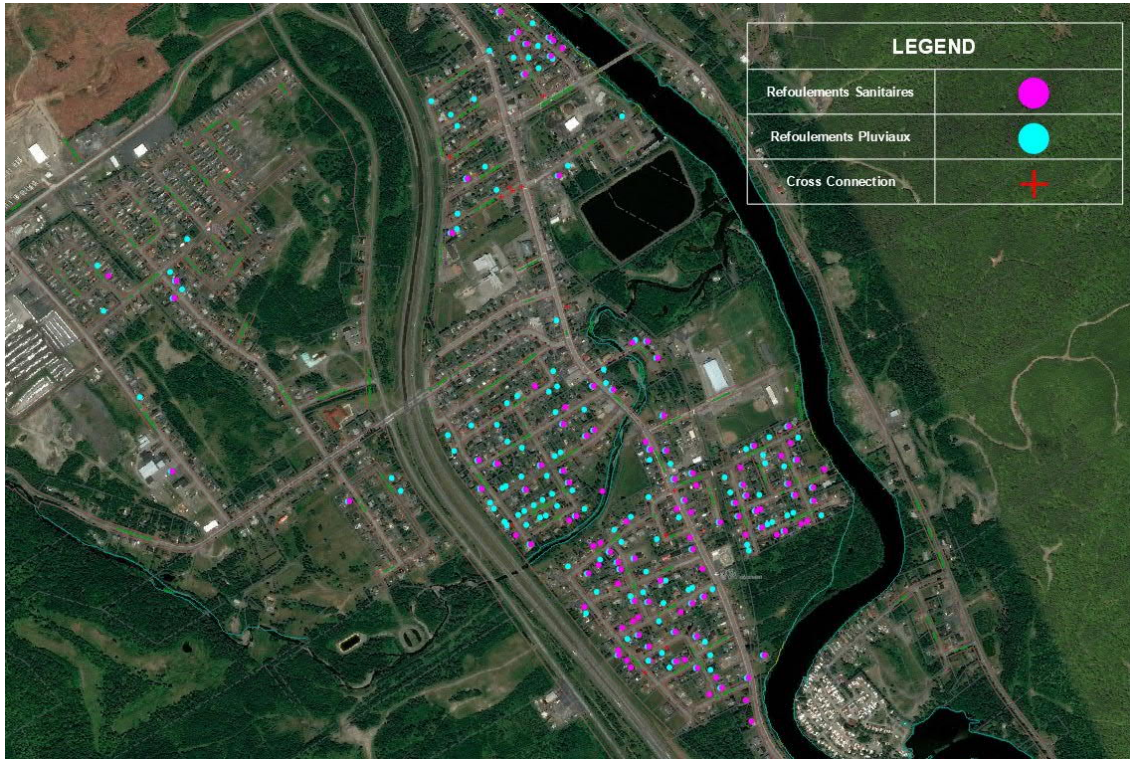 LEGEND
Refoulements Sanitaires
Refoulements Pluviaux
Cross Connection